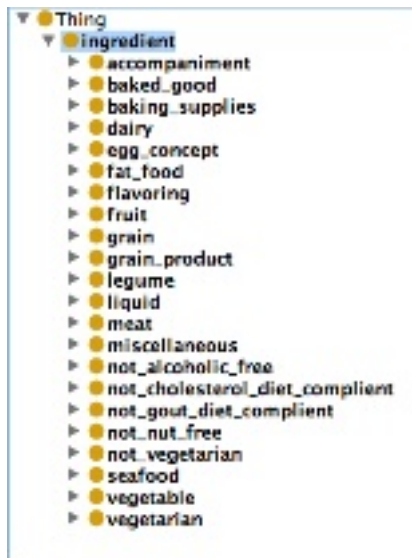 Thing
ingredient
accompaniment
baked_good
baking_supplies
dairy
egg_concept
fat_food
flavoring
fruit
grain
grain_product
legume
liquid
meat
miscellaneous
not_alcoholic_free
not_cholesterol_diet_complient
not_gout_diet_complient
not_nut_free
not_vegetarian
seafood
vegetable
vegetarian